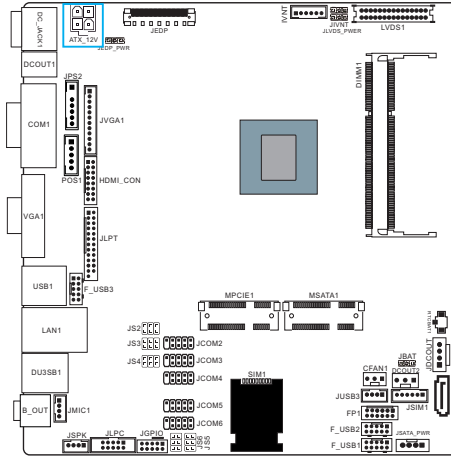 DC_JACK1
ATX_12V
JEDP
JEDP_PWR
IVNT
JIVNT
JLVDS_PWER
LVDS1
DCOUT1
JPS2
DIMM1
COM1
JVGA1
POS1
HDMI_CON
VGA1
JLPT
USB1
F_USB3
MPCIE1
MSATA1
LAN1
JS2
JS3
JCOM2
RTCBAT1
JS4
JCOM3
JBAT
JDCOUT
DU3SB1
JCOM4
SIM1
CFAN1
DCOUT2
JUSB3
JSIM1
B_OUT
JMIC1
JCOM5
FP1
JCOM6
F_USB2
JSPK
JLPC
JGPIO
JS6
JS5
F_USB1
JSATA_PWR